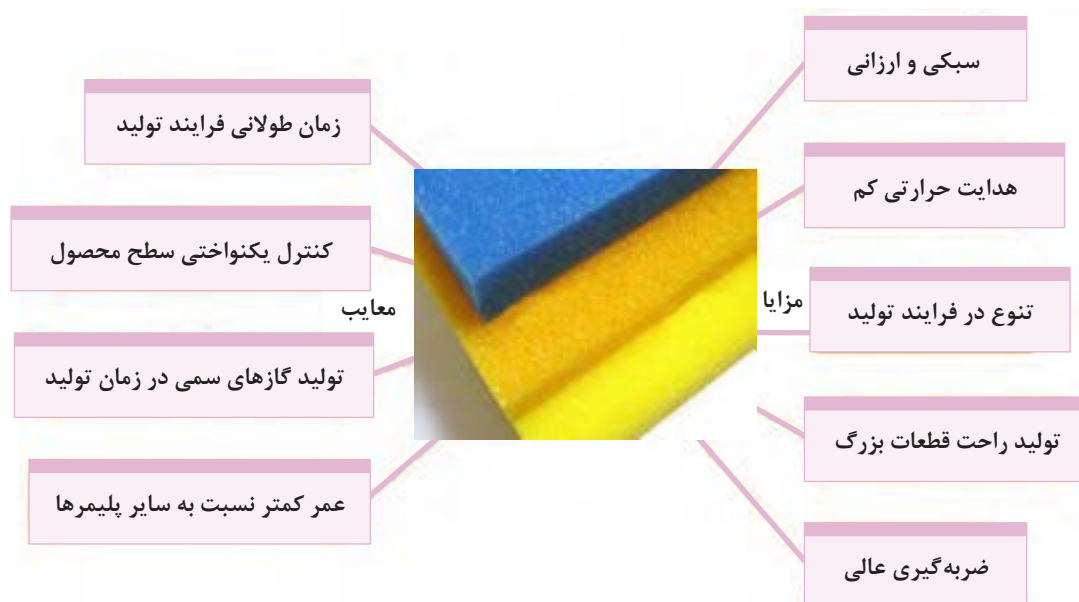 مزایا
سبکی و ارزانی
هدایت حرارتی کم
تنوع در فرایند تولید
تولید راحت قطعات بزرگ
ضربه‌گیری عالی
معایب
زمان طولانی فرایند تولید
کنترل یکنواختی سطح محصول
تولید گازهای سمی در زمان تولید
عمر کمتر نسبت به سایر پلیمرها